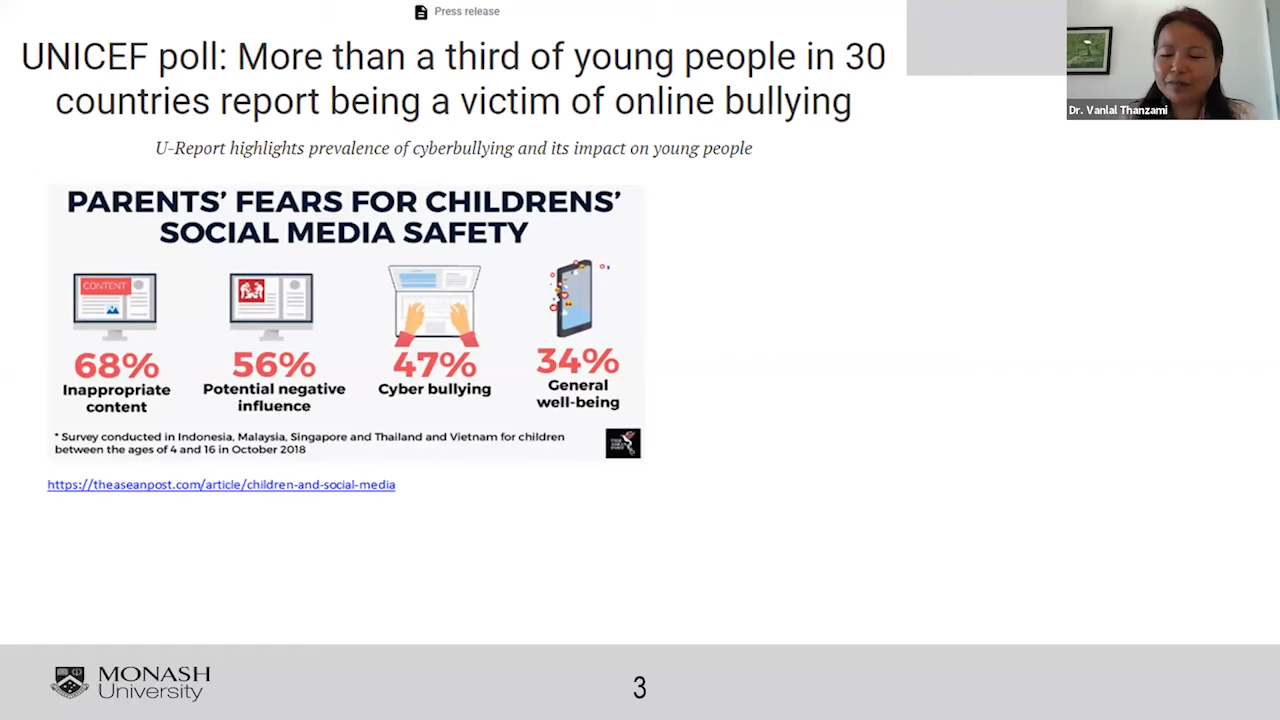 Press release
UNICEF poll: More than a third of young people in 30
countries report being a victim of online bullying
U-Report highlights prevalence of cyberbullying and its impact on young people
Dr. Vanlal Thanzami
PARENTS' FEARS FOR CHILDRENS'
SOCIAL MEDIA SAFETY
CONTENT
68%
Inappropriate
content
56%
Potential negative
influence
47%
Cyber bullying
34%
General
well-being
* Survey conducted in Indonesia, Malaysia, Singapore and Thailand and Vietnam for children
between the ages of 4 and 16 in October 2018
THE
ASEAN
POST
https://theaseanpost.com/article/children-and-social-media
MONASH
University
3